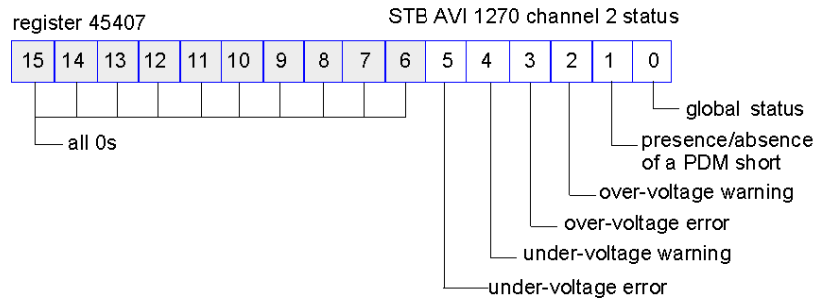 register 45407
STB AVI 1270 channel 2 status
15 14 13 12 11 10 9 8 7 6 5 4 3 2 1 0
global status
all 0s
presence/absence
of a PDM short
over-voltage warning
over-voltage error
under-voltage warning
under-voltage error